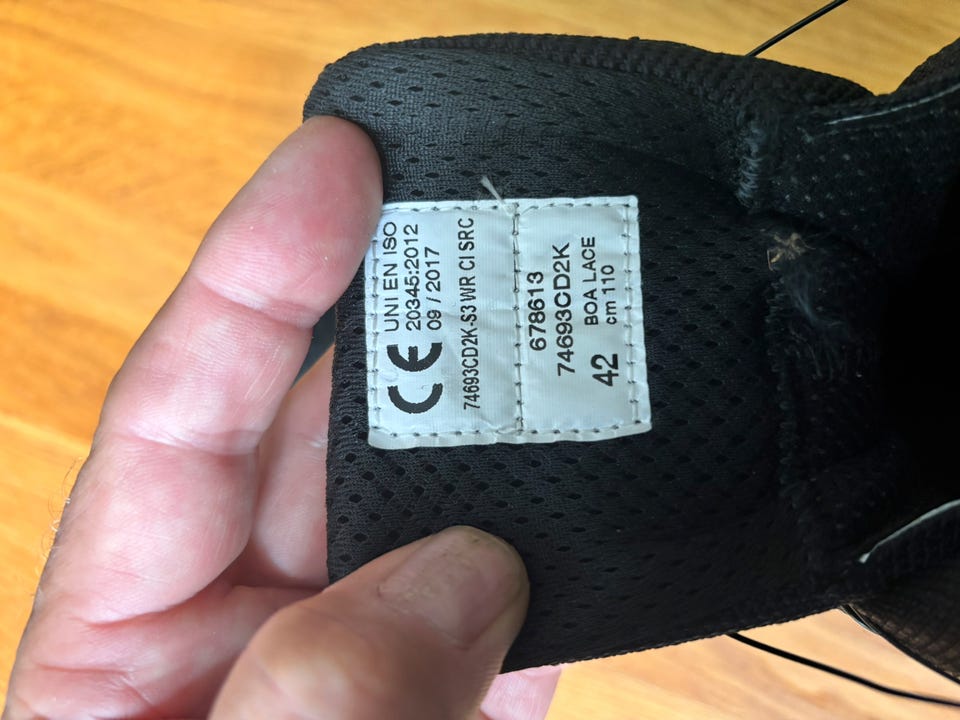 CE
UNI EN ISO
20345:2012
09 / 2017
74693CD2K-S3 WR CI SRC
678613
74693CD2K
BOA LACE
cm 110
42